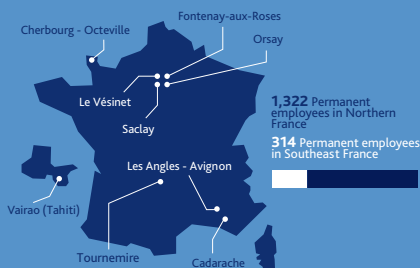 Fontenay-aux-Roses
Cherbourg - Octeville
Orsay
Le Vésinet
Saclay
1,322 Permanent
employees in Northern
France
314 Permanent employees
in Southeast France
Les Angles - Avignon
Vairao (Tahiti)
Tournemire
Cadarache